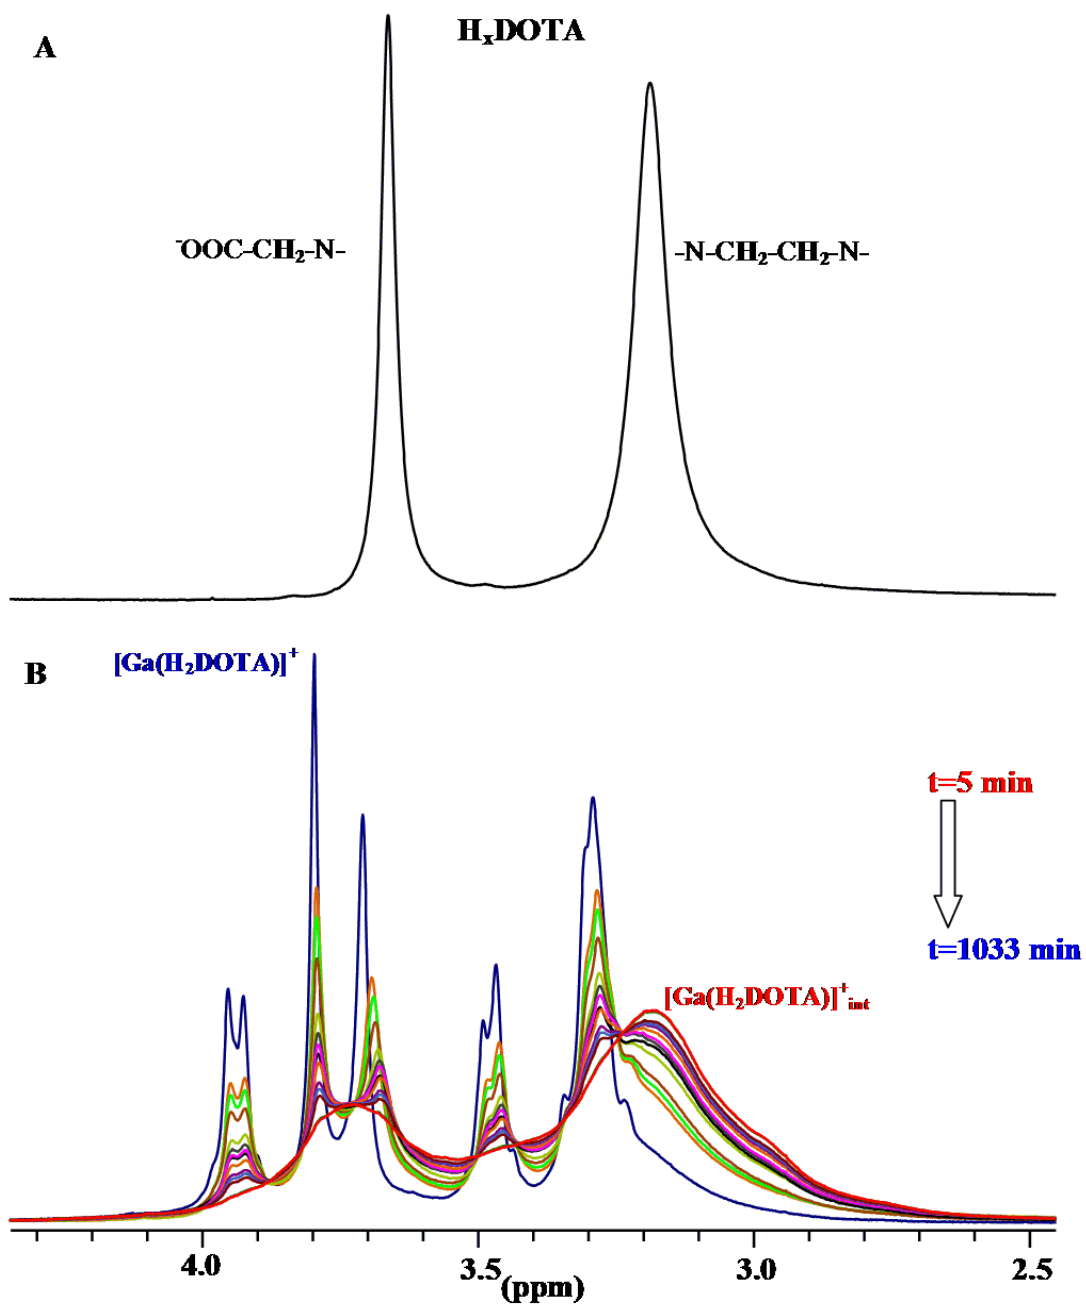 A
HₓDOTA
⁻OOC-CH₂-N-
-N-CH₂-CH₂-N-
B
[Ga(H₂DOTA)]⁺
t=5 min
t=1033 min
[Ga(H₂DOTA)]⁺int
4.0 3.5 3.0 2.5
(ppm)